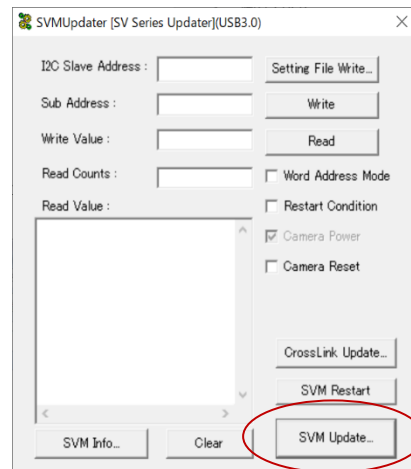 SVMUpdater [SV Series Updater](USB3.0)
I2C Slave Address :
Setting File Write...
Sub Address :
Write
Write Value :
Read
Read Counts :
Word Address Mode
Read Value :
Restart Condition
Camera Power
Camera Reset
CrossLink Update...
SVM Restart
SVM Info...
Clear
SVM Update...